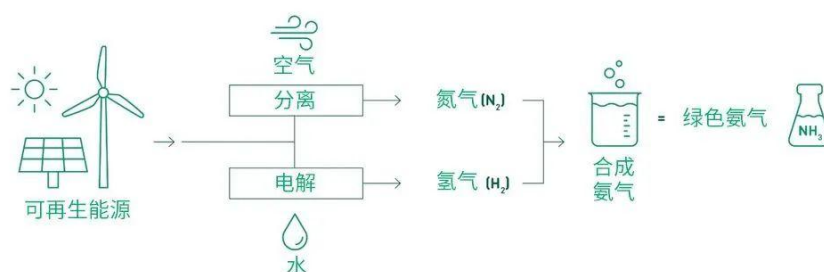 空气
分离
氮气(N₂)
可再生能源
电解
氢气(H₂)
水
合成
氨气
= 绿色氨气
NH₃